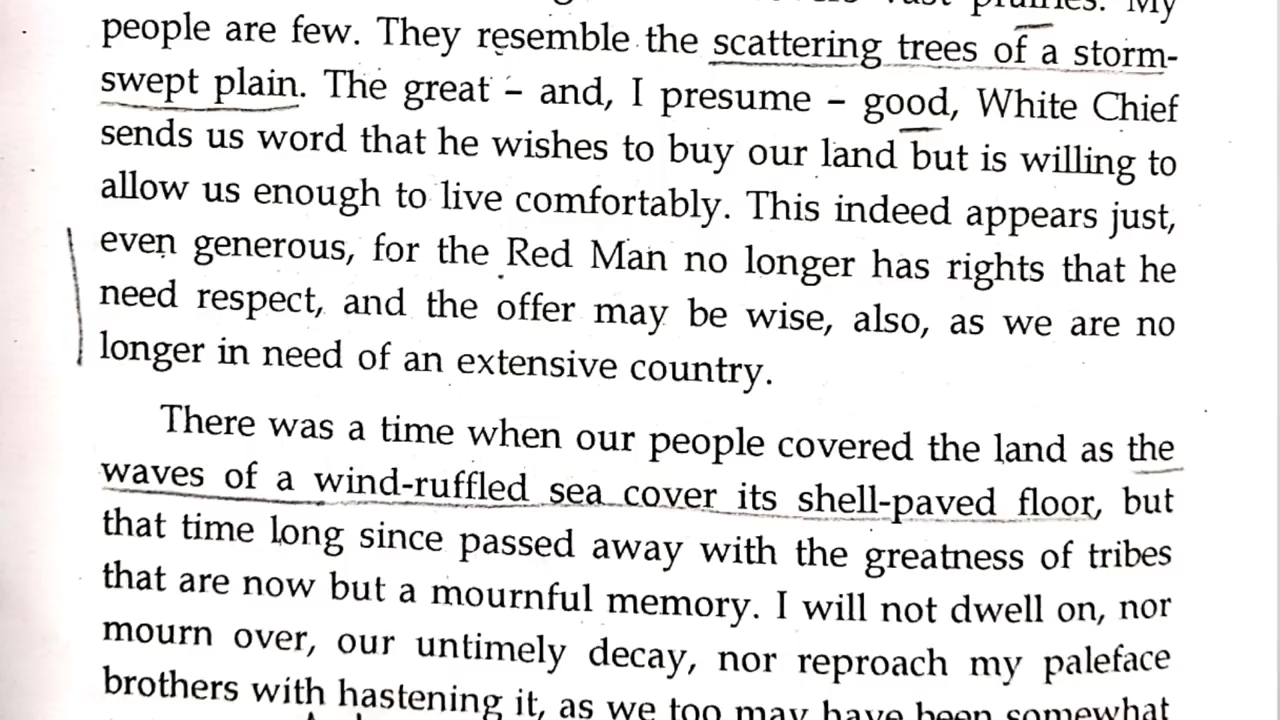 vast prairies. My
people are few. They resemble the scattering trees of a storm-
swept plain. The great – and, I presume – good, White Chief
sends us word that he wishes to buy our land but is willing to
allow us enough to live comfortably. This indeed appears just,
even generous, for the Red Man no longer has rights that he
need respect, and the offer may be wise, also, as we are no
longer in need of an extensive country.
There was a time when our people covered the land as the
waves of a wind-ruffled sea cover its shell-paved floor, but
that time long since passed away with the greatness of tribes
that are now but a mournful memory. I will not dwell on, nor
mourn over, our untimely decay, nor reproach my paleface
brothers with hastening it, as we too may have been somewhat